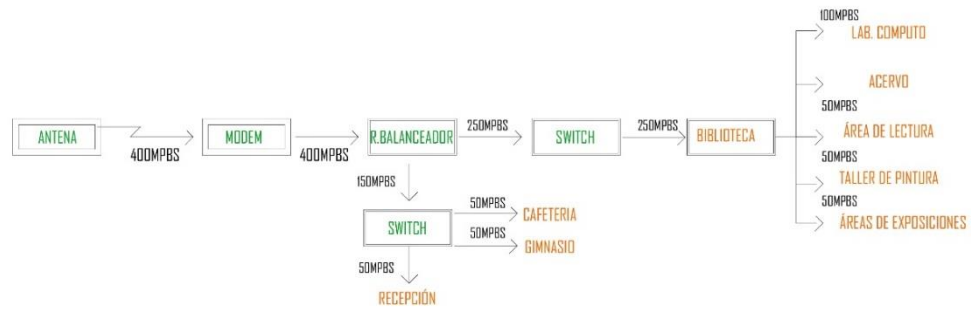 100MPBS
LAB. COMPUTO
ACERVO
50MPBS
ANTENA
400MPBS
MODEM
400MPBS
R.BALANCEADOR
250MPBS
SWITCH
250MPBS
BIBLIOTECA
ÁREA DE LECTURA
50MPBS
TALLER DE PINTURA
50MPBS
ÁREAS DE EXPOSICIONES
150MPBS
SWITCH
50MPBS
CAFETERIA
50MPBS
GIMNASIO
50MPBS
RECEPCIÓN